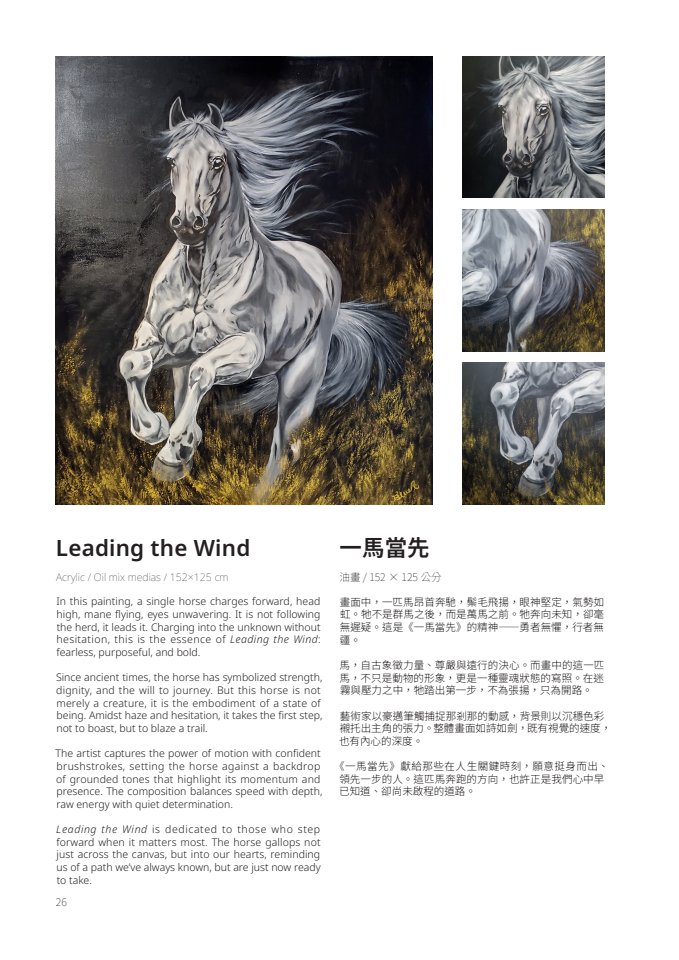 Leading the Wind
Acrylic / Oil mix medias / 152×125 cm
In this painting, a single horse charges forward, head
high, mane flying, eyes unwavering. It is not following
the herd, it leads it. Charging into the unknown without
hesitation, this is the essence of Leading the Wind:
fearless, purposeful, and bold.
Since ancient times, the horse has symbolized strength,
dignity, and the will to journey. But this horse is not
merely a creature, it is the embodiment of a state of
being. Amidst haze and hesitation, it takes the first step,
not to boast, but to blaze a trail.
The artist captures the power of motion with confident
brushstrokes, setting the horse against a backdrop
of grounded tones that highlight its momentum and
presence. The composition balances speed with depth,
raw energy with quiet determination.
Leading the Wind is dedicated to those who step
forward when it matters most. The horse gallops not
just across the canvas, but into our hearts, reminding
us of a path we've always known, but are just now ready
to take.
一馬當先
油畫 / 152 × 125 公分
畫面中，一匹馬昂首奔馳，鬃毛飛揚，眼神堅定，氣勢如
虹。牠不是群馬之後，而是萬馬之前。牠奔向未知，卻毫
無遲疑。這是《一馬當先》的精神——勇者無懼，行者無
疆。
馬，自古象徵力量、尊嚴與遠行的決心。而畫中的這一匹
馬，不只是動物的形象，更是一種靈魂狀態的寫照。在迷
霧與壓力之中，牠踏出第一步，不為張揚，只為開路。
藝術家以豪邁筆觸捕捉那剎那的動感，背景則以沉穩色彩
襯托出主角的張力。整體畫面如詩如劍，既有視覺的速度，
也有內心的深度。
《一馬當先》獻給那些在人生關鍵時刻，願意挺身而出、
領先一步的人。這匹馬奔跑的方向，也許正是我們心中早
已知道、卻尚未啟程的道路。
26